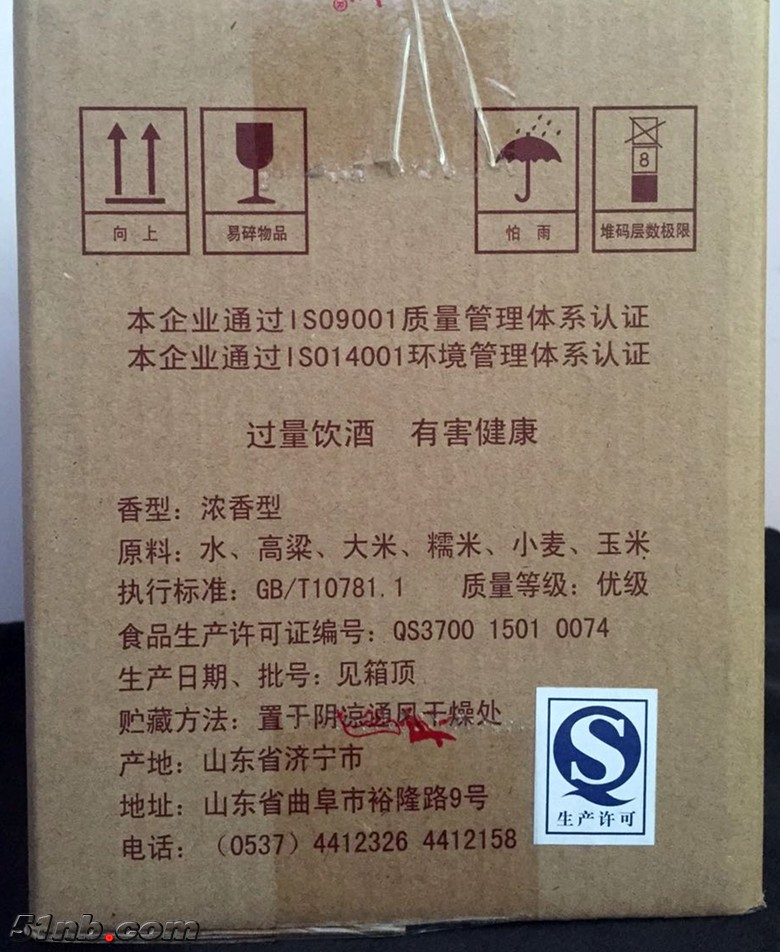 向上
易碎物品
怕雨
8
堆码层数极限
本企业通过ISO9001质量管理体系认证
本企业通过ISO14001环境管理体系认证
过量饮酒 有害健康
香型：浓香型
原料：水、高粱、大米、糯米、小麦、玉米
执行标准：GB/T10781.1 质量等级：优级
食品生产许可证编号：QS3700 1501 0074
生产日期、批号：见箱顶
贮藏方法：置于阴凉通风干燥处
产地：山东省济宁市
地址：山东省曲阜市裕隆路9号
电话：（0537）4412326 4412158
S
生产许可
51nb.com